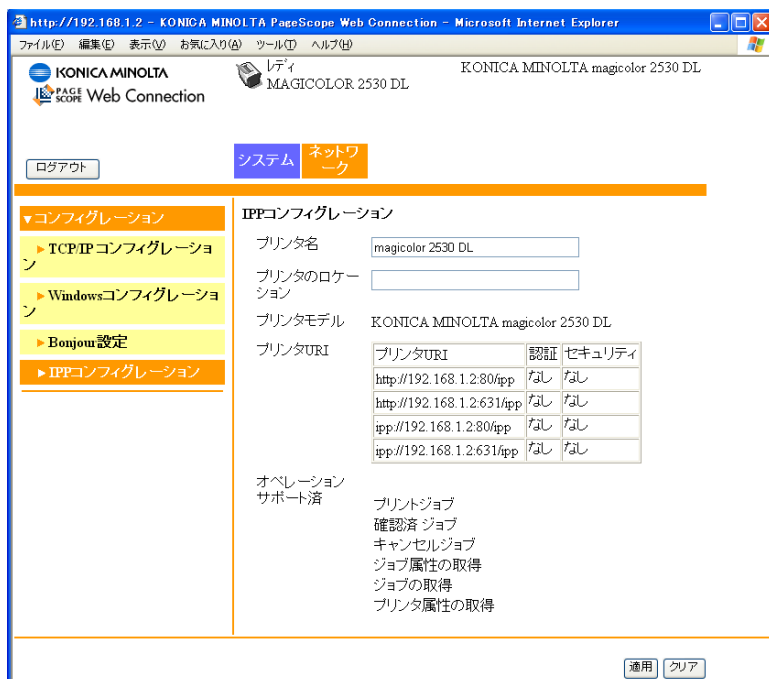 http://192.168.1.2 - KONICA MINOLTA PageScope Web Connection - Microsoft Internet Explorer
ファイル(F) 編集(E) 表示(V) お気に入り(A) ツール(T) ヘルプ(H)
KONICA MINOLTA
PAGE SCOPE Web Connection
レディ
MAGICOLOR 2530 DL
KONICA MINOLTA magicolor 2530 DL
ログアウト
システム
ネットワ
ーク
▼コンフィグレーション
▶TCP/IP コンフィグレーショ
ン
▶Windowsコンフィグレーショ
ン
▶Bonjour 設定
▶IPPコンフィグレーション
IPPコンフィグレーション
プリンタ名 magicolor 2530 DL
プリンタのロケー
ション
プリンタモデル KONICA MINOLTA magicolor 2530 DL
プリンタURI
プリンタURI 認証 セキュリティ
http://192.168.1.2:80/ipp なし なし
http://192.168.1.2:631/ipp なし なし
ipp://192.168.1.2:80/ipp なし なし
ipp://192.168.1.2:631/ipp なし なし
オペレーション
サポート済
プリントジョブ
確認済 ジョブ
キャンセルジョブ
ジョブ属性の取得
ジョブの取得
プリンタ属性の取得
適用 クリア